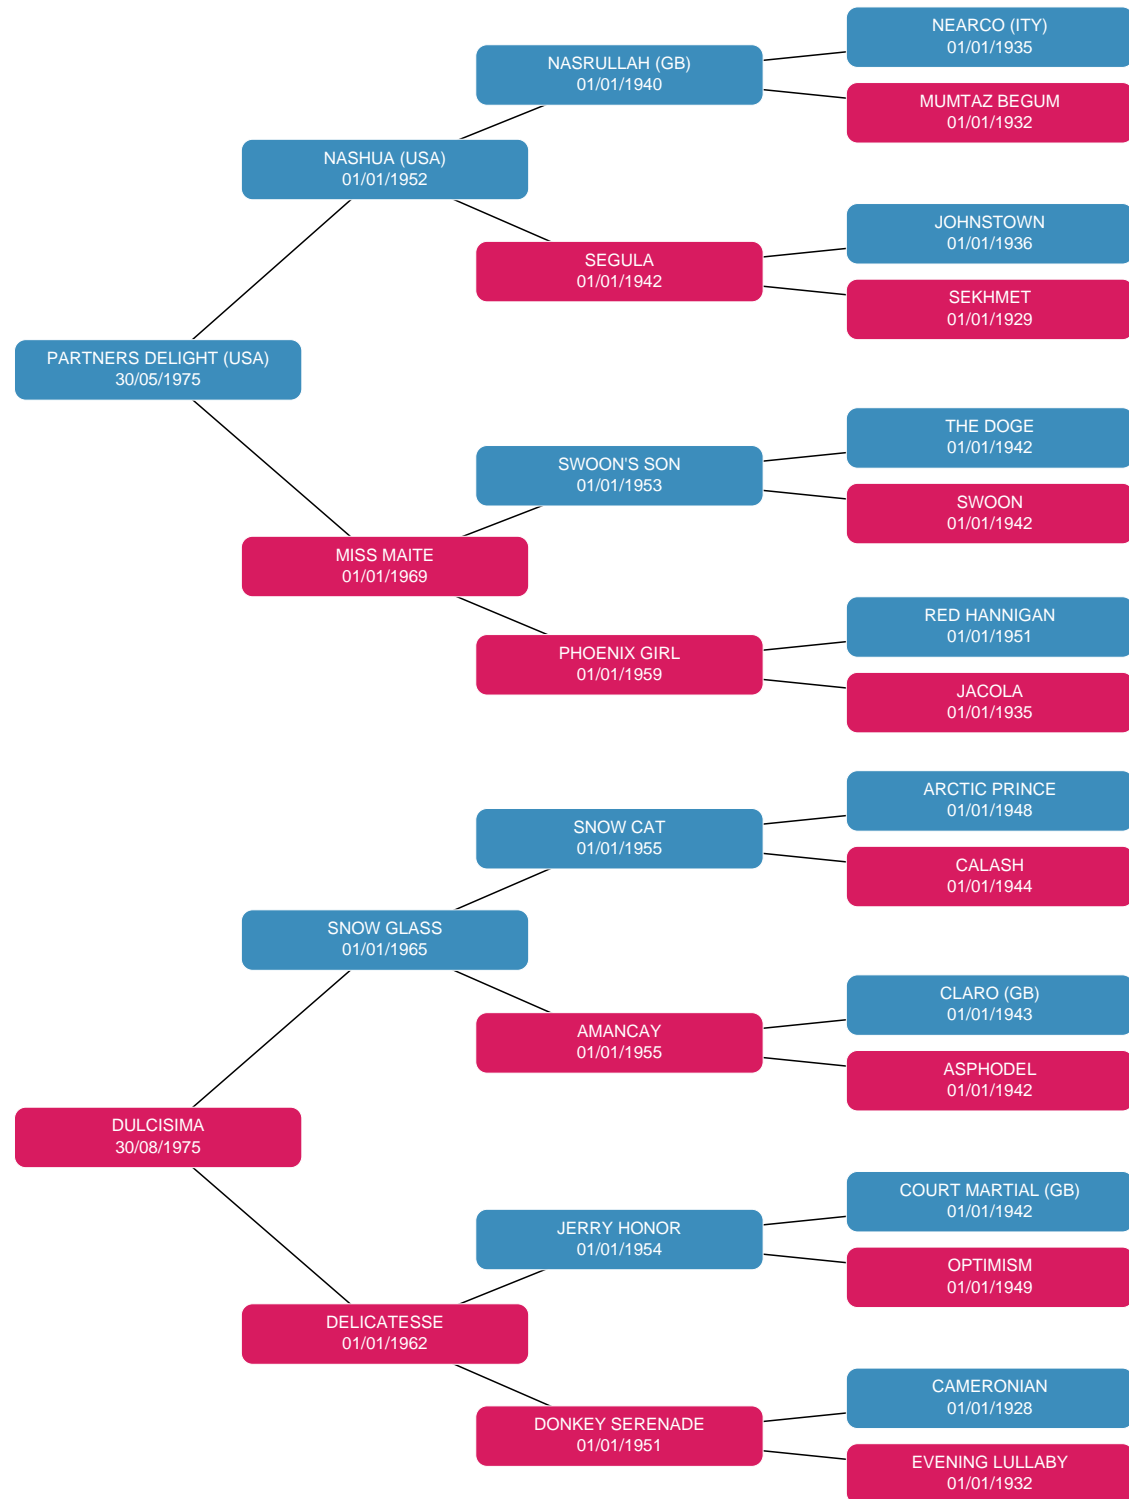 NEARCO (ITY)
01/01/1935
NASRULLAH (GB)
01/01/1940
MUMTAZ BEGUM
01/01/1932
NASHUA (USA)
01/01/1952
JOHNSTOWN
01/01/1936
SEGULA
01/01/1942
SEKHMET
01/01/1929
PARTNERS DELIGHT (USA)
30/05/1975
THE DOGE
01/01/1942
SWOON'S SON
01/01/1953
SWOON
01/01/1942
MISS MAITE
01/01/1969
RED HANNIGAN
01/01/1951
PHOENIX GIRL
01/01/1959
JACOLA
01/01/1935
ARCTIC PRINCE
01/01/1948
SNOW CAT
01/01/1955
CALASH
01/01/1944
SNOW GLASS
01/01/1965
CLARO (GB)
01/01/1943
AMANCAY
01/01/1955
ASPHODEL
01/01/1942
DULCISIMA
30/08/1975
COURT MARTIAL (GB)
01/01/1942
JERRY HONOR
01/01/1954
OPTIMISM
01/01/1949
DELICATESSE
01/01/1962
CAMERONIAN
01/01/1928
DONKEY SERENADE
01/01/1951
EVENING LULLABY
01/01/1932